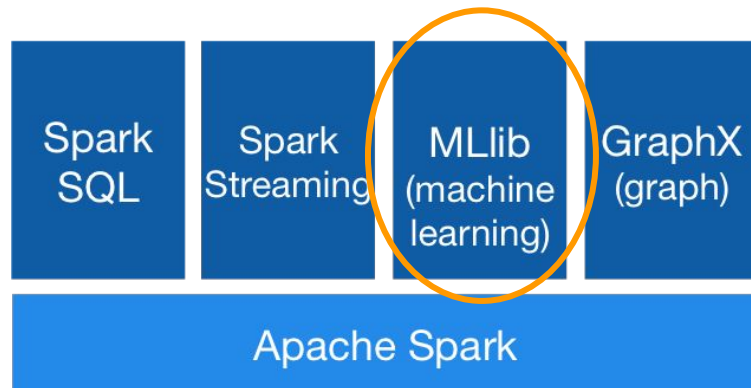 Spark
SQL
Spark
Streaming
MLlib
(machine
learning)
GraphX
(graph)
Apache Spark